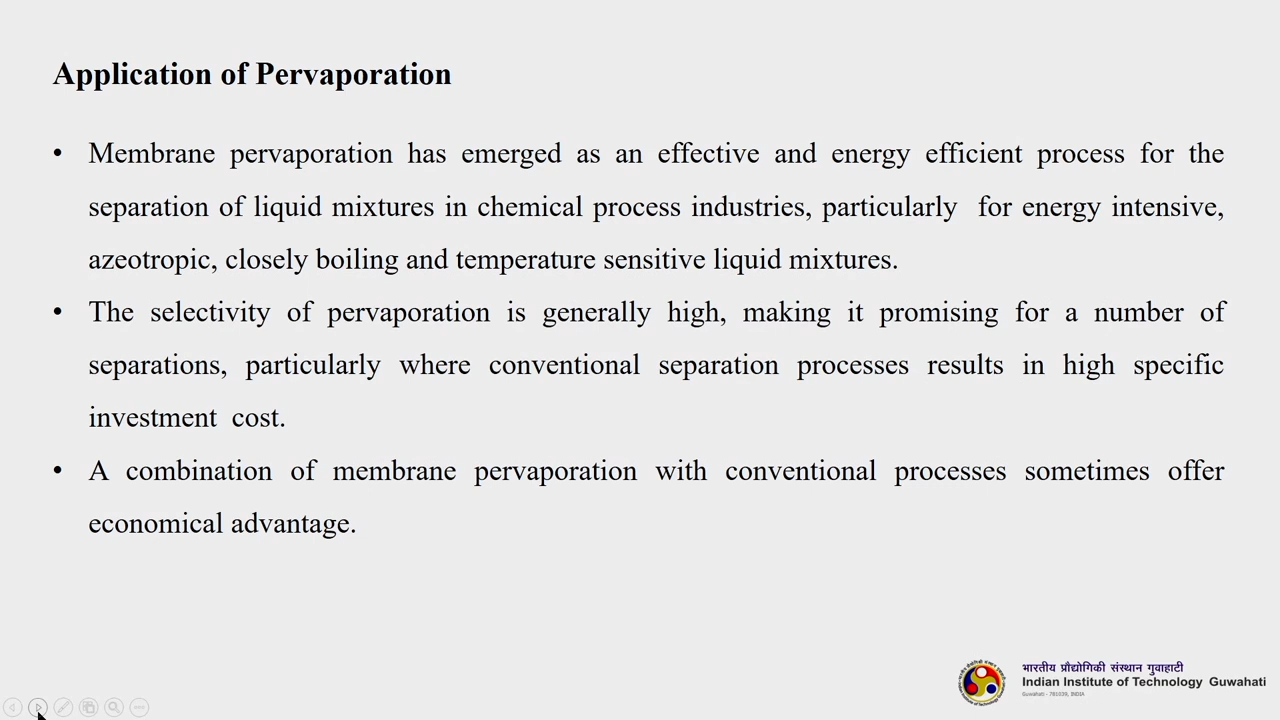 Application of Pervaporation
• Membrane pervaporation has emerged as an effective and energy efficient process for the
separation of liquid mixtures in chemical process industries, particularly for energy intensive,
azeotropic, closely boiling and temperature sensitive liquid mixtures.
• The selectivity of pervaporation is generally high, making it promising for a number of
separations, particularly where conventional separation processes results in high specific
investment cost.
• A combination of membrane pervaporation with conventional processes sometimes offer
economical advantage.
भारतीय प्रौद्योगिकी संस्थान गुवाहाटी
Indian Institute of Technology Guwahati
Guwahati - 781039, INDIA